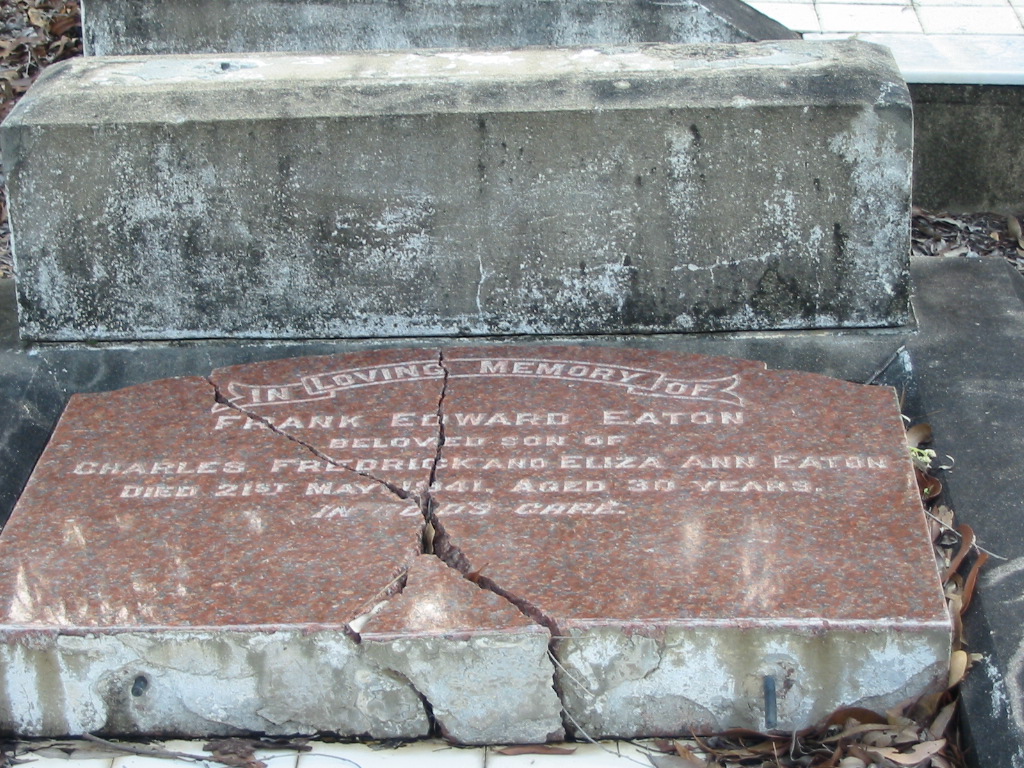 IN LOVING MEMORY OF
FRANK EDWARD EATON
BELOVED SON OF
CHARLES FREDRICK AND ELIZA ANN EATON
DIED 21ST MAY 1941, AGED 30 YEARS.
IN GOD'S CARE.